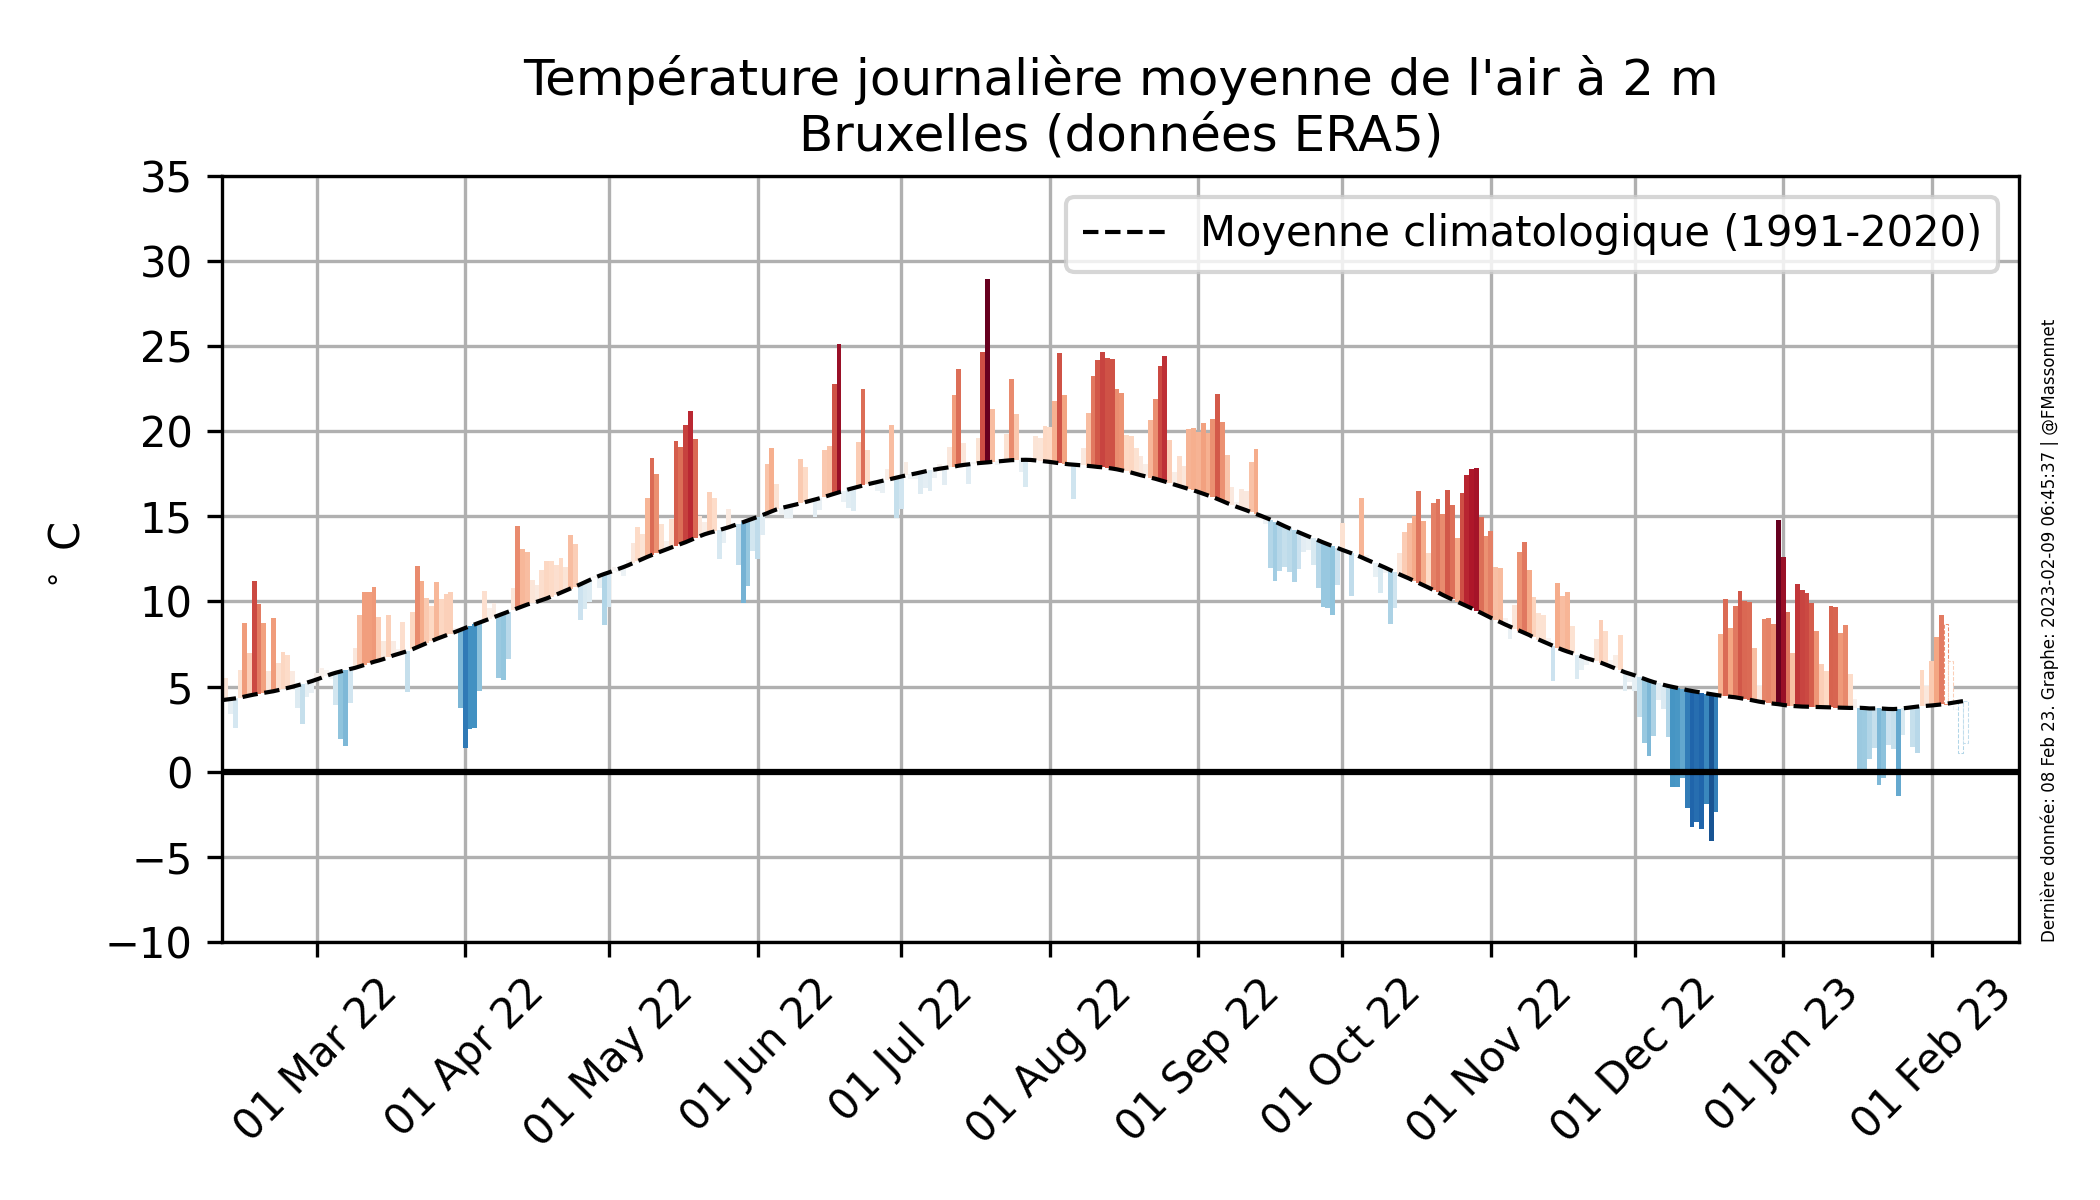 Température journalière moyenne de l'air à 2 m
Bruxelles (données ERA5)
Moyenne climatologique (1991-2020)
° C
35
30
25
20
15
10
5
0
−5
−10
01 Mar 22
01 Apr 22
01 May 22
01 Jun 22
01 Jul 22
01 Aug 22
01 Sep 22
01 Oct 22
01 Nov 22
01 Dec 22
01 Jan 23
01 Feb 23
Dernière donnée: 08 Feb 23. Graphe: 2023-02-09 06:45:37 | @FMassonnet